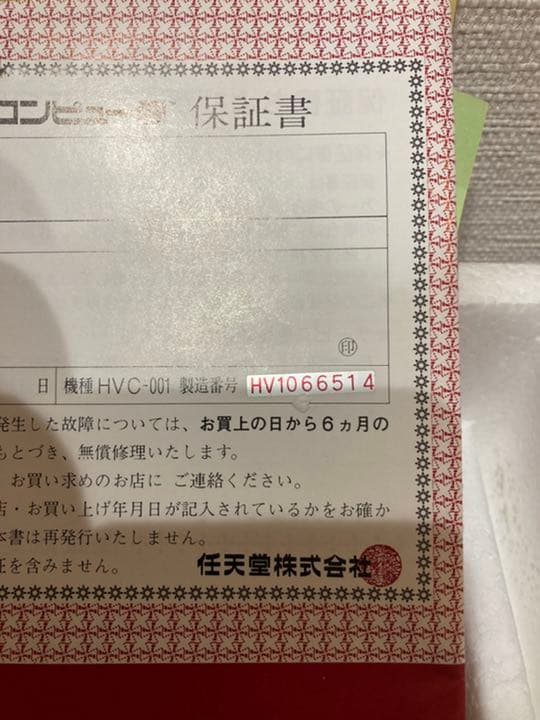 コンピュータ 保証書
印
日 機種 HVC-001 製造番号 HV1066514
発生した故障については、お買上の日から6ヵ月の
もとづき、無償修理いたします。
お買い求めのお店に ご連絡ください。
店・お買い上げ年月日が記入されているかをお確か
本書は再発行いたしません。
証を含みません。
任天堂株式会社